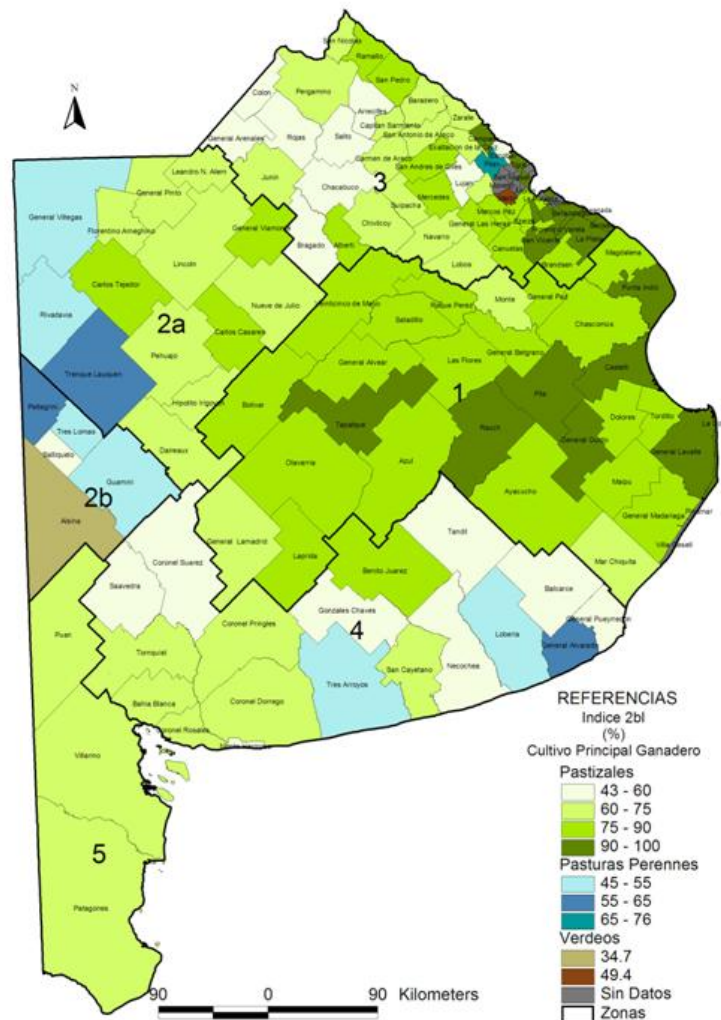 San Nicolas
Ramallo
San Pedro
Colon
Pergamino
Arrecifes
Baradero
Capitan Sarmiento
Zarate
General Arenales
Rojas
Salto
San Antonio de Areco
Exaltacion de la Cruz
Carmen de Areco
San Andres de Giles
Leandro N. Alem
Junin
Chacabuco
3
Lujan
General Pinto
Suipacha
Mercedes
General Villegas
Florentino Ameghino
General Viamonte
Bragado
Alberti
Chivilcoy
Navarro
General Las Heras
Marcos Paz
Cañuelas
San Vicente
La Plata
Lincoln
Lobos
Brandsen
Magdalena
Carlos Tejedor
Nueve de Julio
Veinticinco de Mayo
Roque Perez
Monte
General Paz
Punta Indio
Rivadavia
2a
Carlos Casares
Saladillo
Chascomus
Pehuajo
General Alvear
Las Flores
General Belgrano
Trenque Lauquen
1
Castelli
Pellegrini
Hipolito Irigoyen
Bolivar
Tapalque
Rauch
Pila
Dolores
Tordillo
Tres Lomas
Daireaux
General Guido
General Lavalle
Salliquelo
Guamini
Olavarria
Azul
Maipu
2b
Ayacucho
Alsina
General Madariaga
Pinamar
Villa Gesell
Tandil
General Lamadrid
Laprida
Coronel Suarez
Benito Juarez
Mar Chiquita
Saavedra
Balcarce
Gonzales Chaves
General Pueyrredon
Puan
Coronel Pringles
4
Loberia
Tornquist
General Alvarado
Necochea
San Cayetano
Tres Arroyos
Bahia Blanca
Coronel Dorrego
Coronel Rosales
Villarino
5
Patagones
N
REFERENCIAS
Indice 2bl
(%)
Cultivo Principal Ganadero
Pastizales
43 - 60
60 - 75
75 - 90
90 - 100
Pasturas Perennes
45 - 55
55 - 65
65 - 76
Verdeos
34.7
49.4
Sin Datos
Zonas
90 0 90 Kilometers